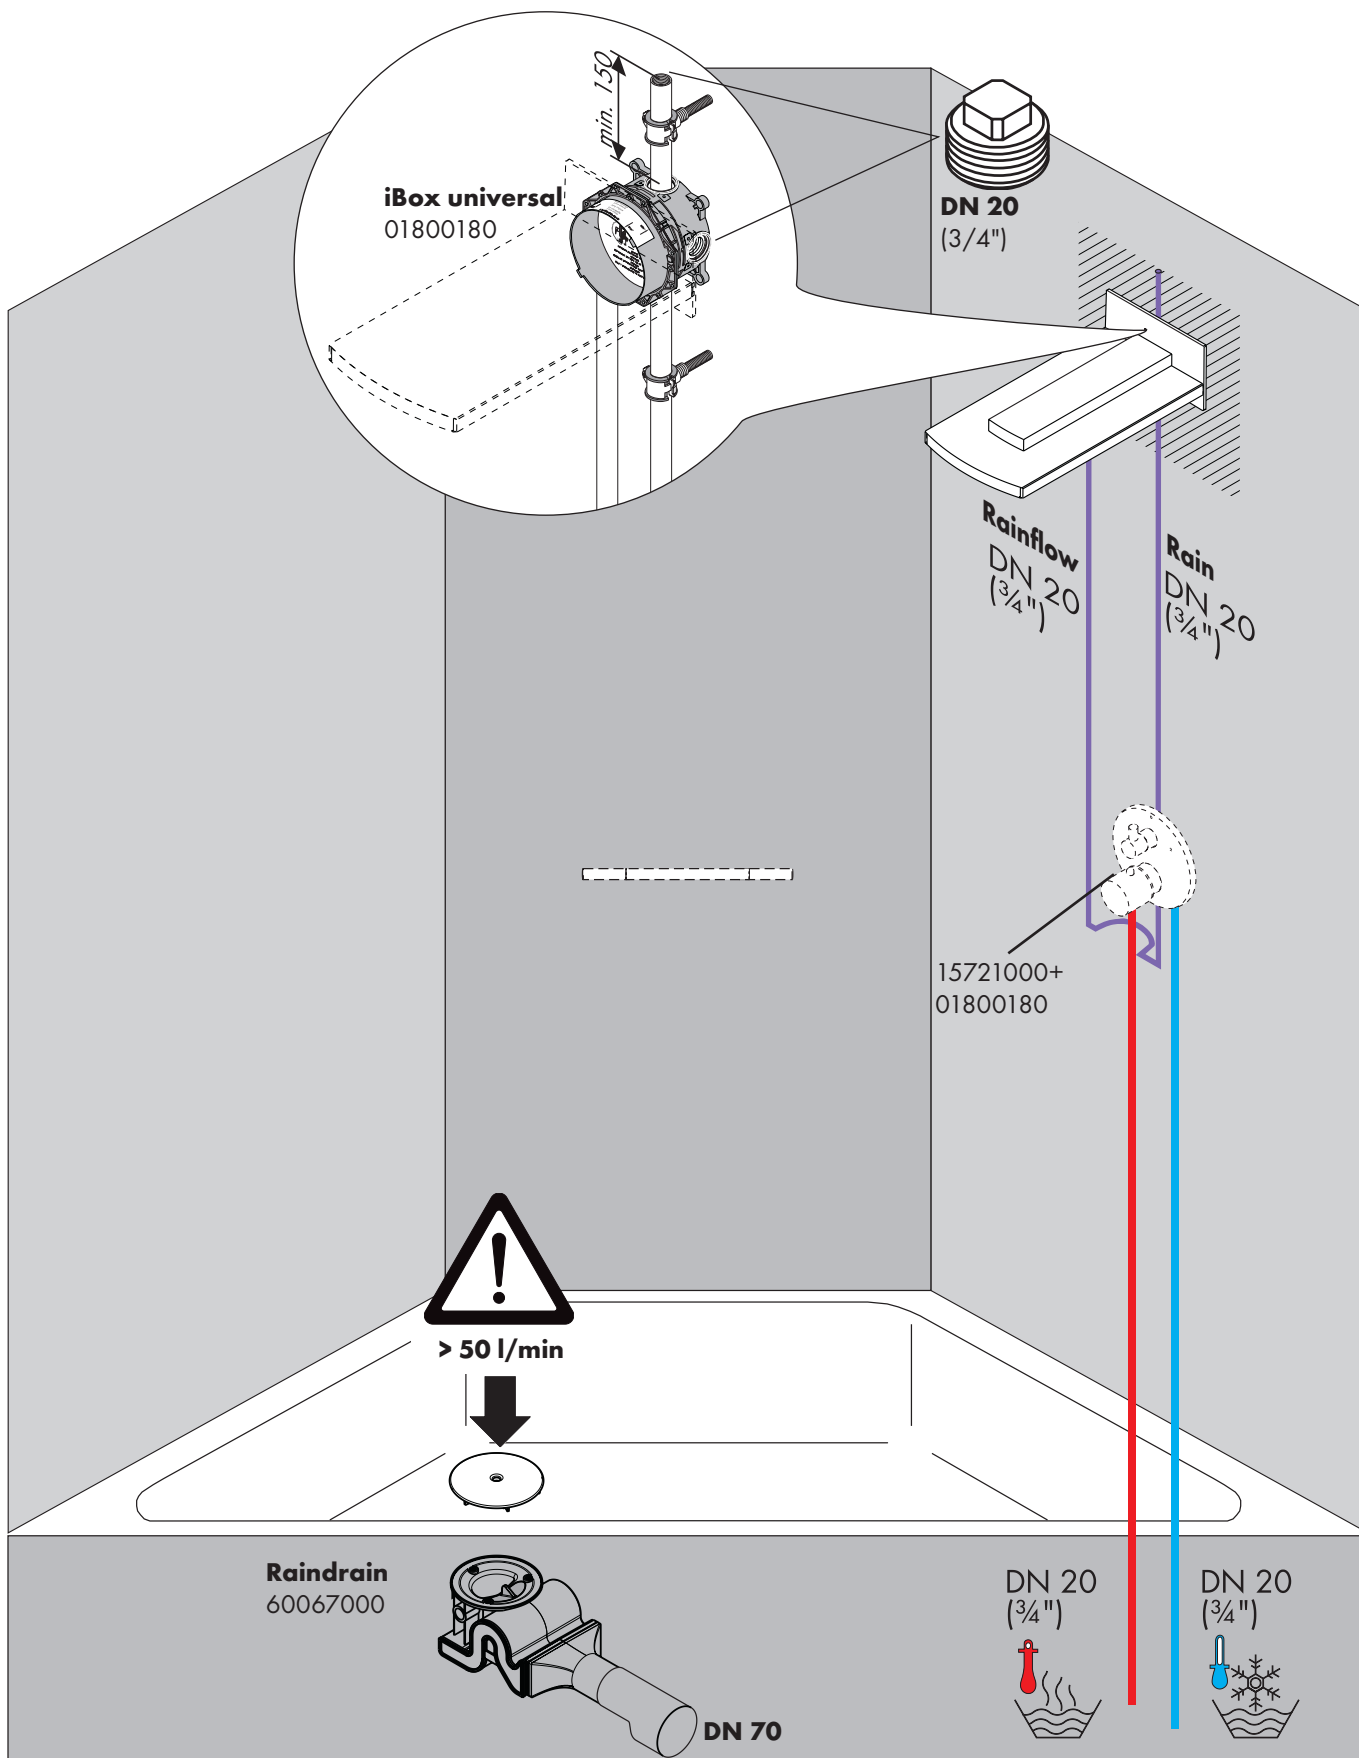 min. 150
iBox universal
01800180
DN 20
(3/4")
Rainflow
DN 20
(3/4")
Rain
DN 20
(3/4")
15721000+
01800180
> 50 l/min
Raindrain
60067000
DN 70
DN 20
(3/4")
DN 20
(3/4")